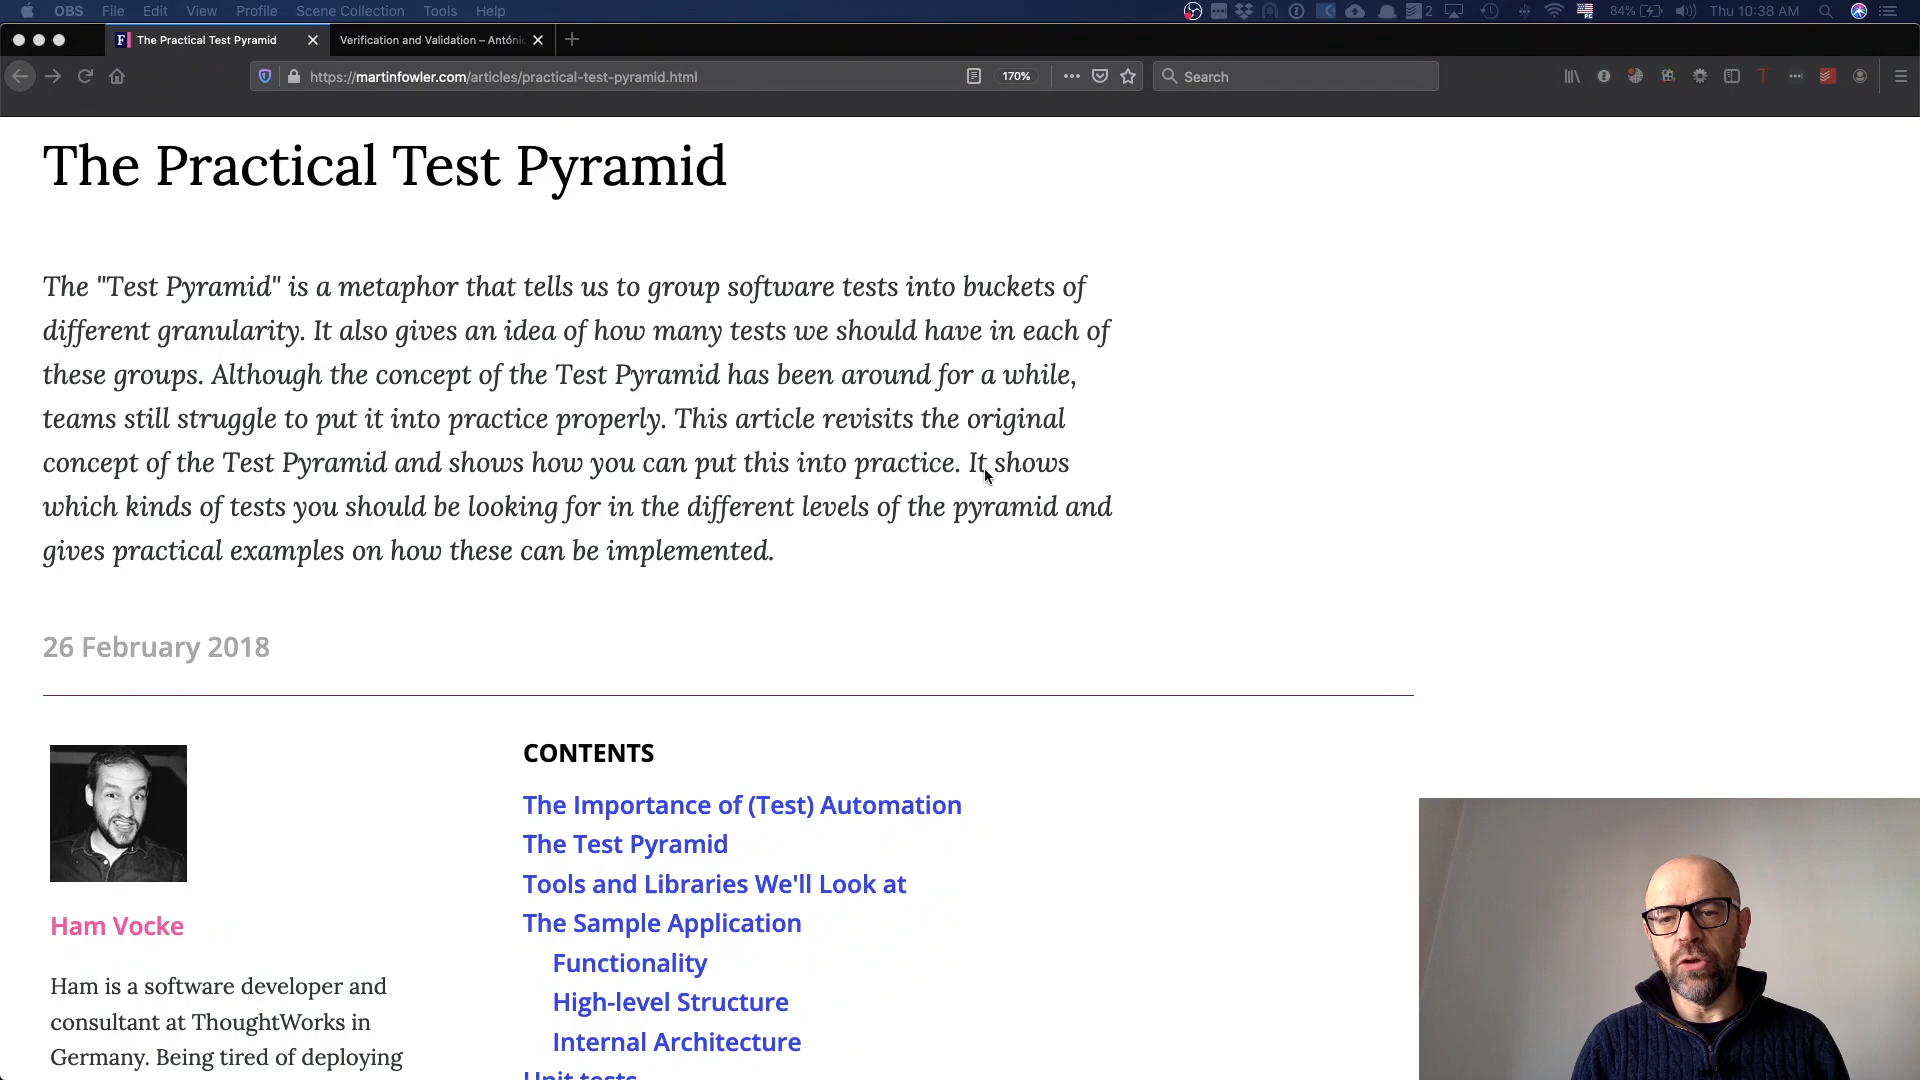 OBS File Edit View Profile Scene Collection Tools Help 2 84% Thu 10:38 AM
The Practical Test Pyramid Verification and Validation – Antóni
https://martinfowler.com/articles/practical-test-pyramid.html 170% Search
The Practical Test Pyramid
The "Test Pyramid" is a metaphor that tells us to group software tests into buckets of
different granularity. It also gives an idea of how many tests we should have in each of
these groups. Although the concept of the Test Pyramid has been around for a while,
teams still struggle to put it into practice properly. This article revisits the original
concept of the Test Pyramid and shows how you can put this into practice. It shows
which kinds of tests you should be looking for in the different levels of the pyramid and
gives practical examples on how these can be implemented.
26 February 2018
Ham Vocke
Ham is a software developer and
consultant at ThoughtWorks in
Germany. Being tired of deploying
CONTENTS
The Importance of (Test) Automation
The Test Pyramid
Tools and Libraries We'll Look at
The Sample Application
Functionality
High-level Structure
Internal Architecture
Unit tests